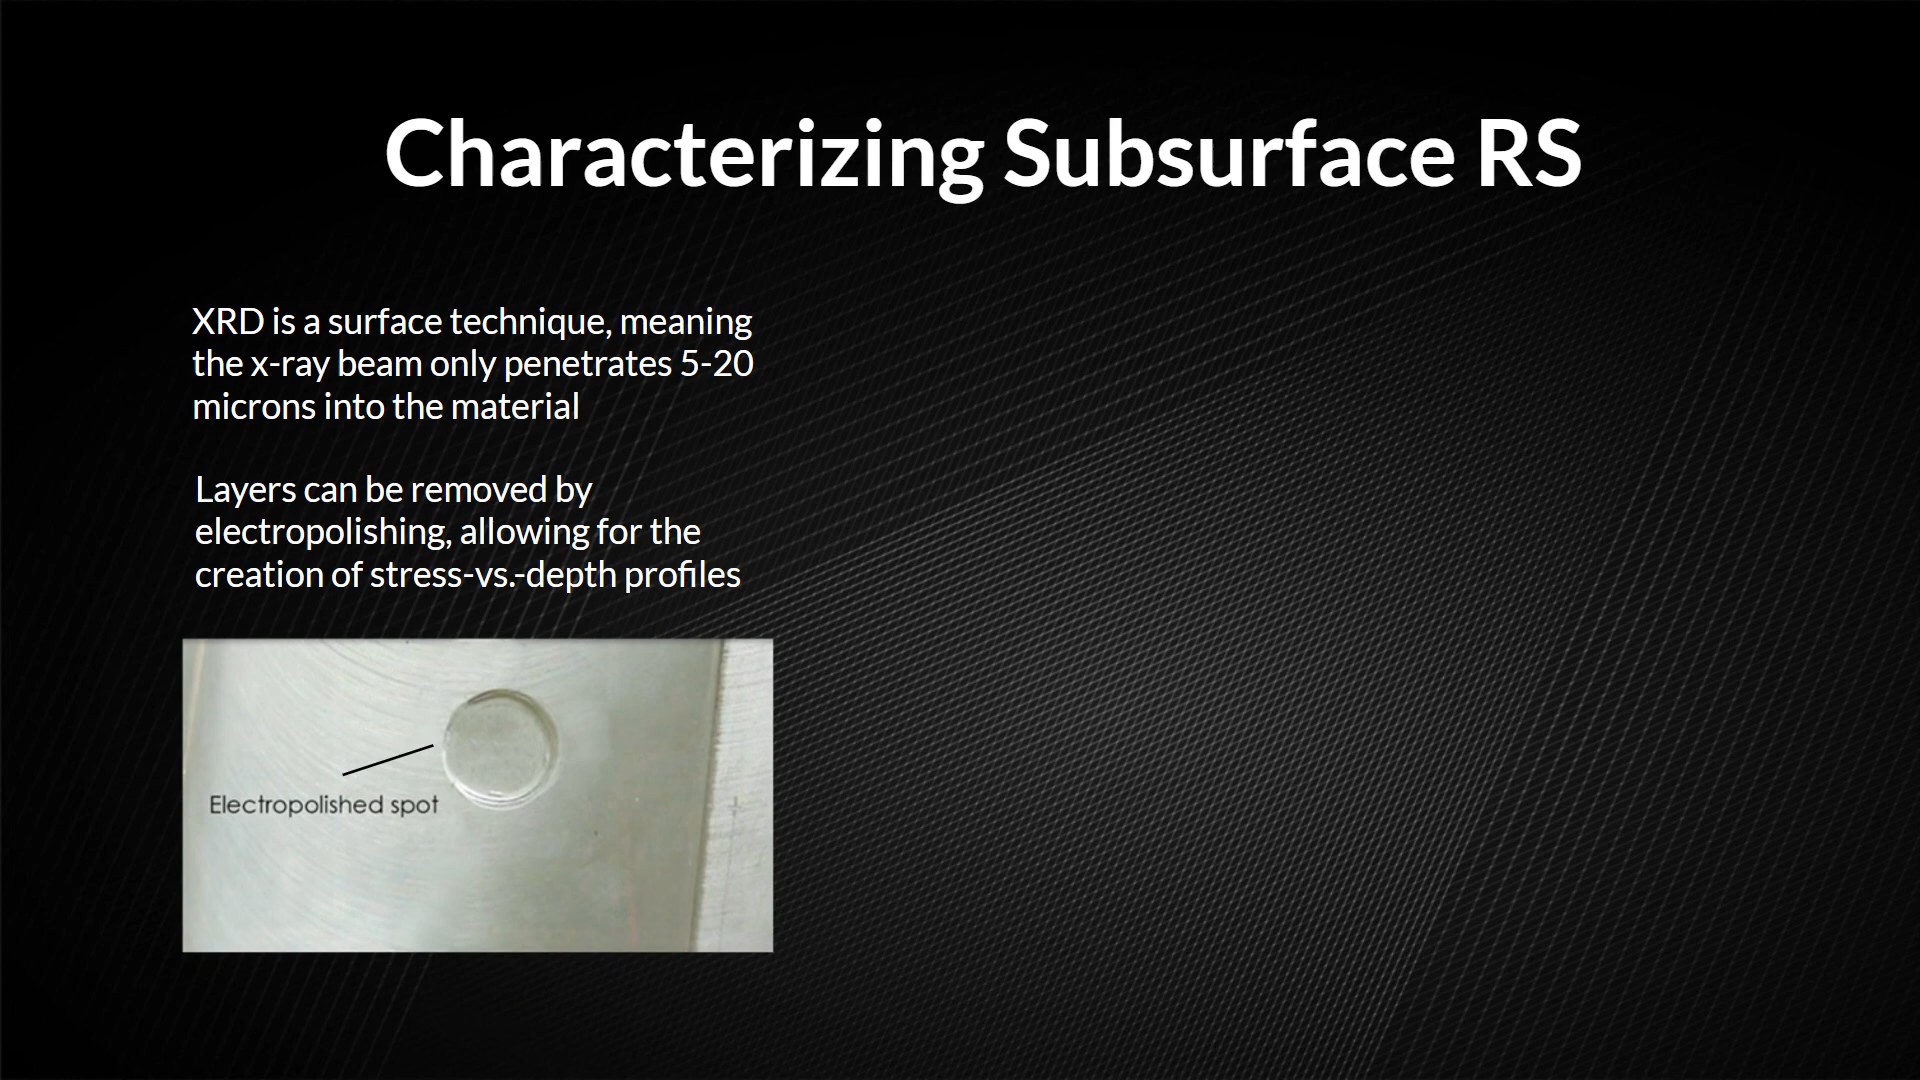 Characterizing Subsurface RS
XRD is a surface technique, meaning
the x-ray beam only penetrates 5-20
microns into the material
Layers can be removed by
electropolishing, allowing for the
creation of stress-vs.-depth profiles
Electropolished spot